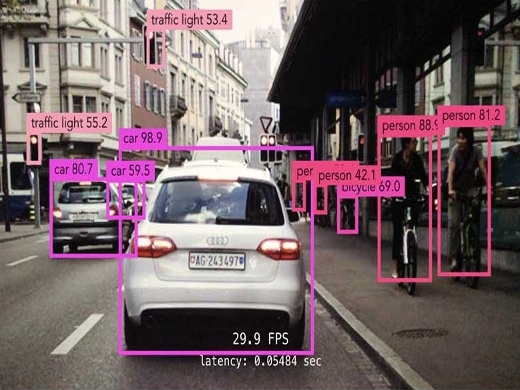 traffic light 53.4
traffic light 55.2
car 98.9
person 88.9
person 81.2
car 80.7
car 59.5
per
person 42.1
bicycle 69.0
AG 243497
29.9 FPS
latency: 0.05484 sec